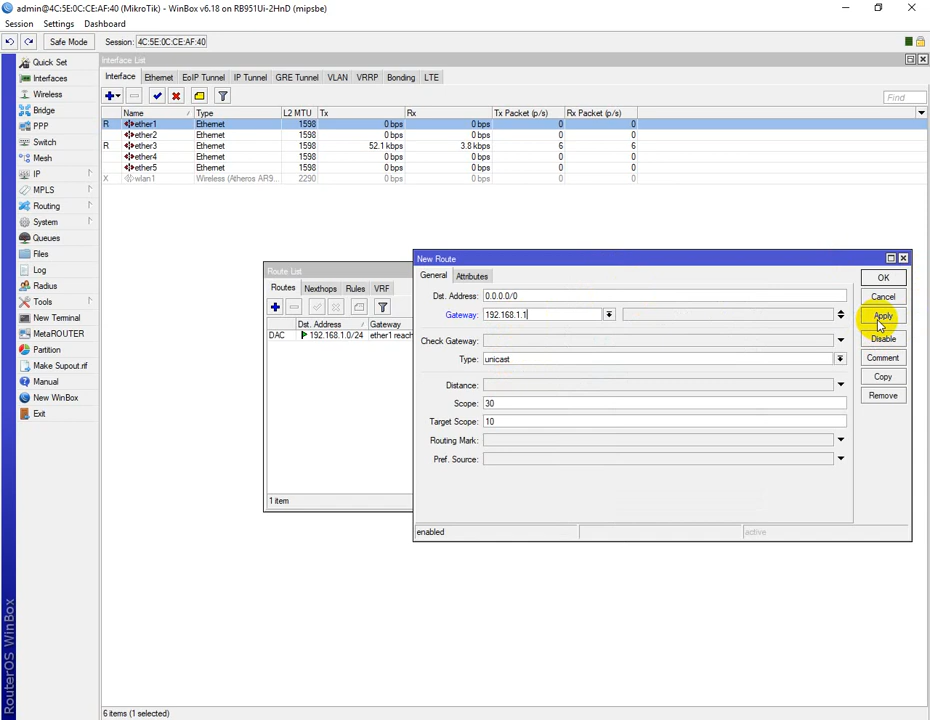 admin@4C:5E:0C:CE:AF:40 (MikroTik) - WinBox v6.18 on RB951Ui-2HnD (mipsbe)
Session Settings Dashboard
Safe Mode Session: 4C:5E:0C:CE:AF:40
Quick Set
Interfaces
Wireless
Bridge
PPP
Switch
Mesh
IP
MPLS
Routing
System
Queues
Files
Log
Radius
Tools
New Terminal
MetaROUTER
Partition
Make Supout.rif
Manual
New WinBox
Exit
RouterOS WinBox
Interface List
Interface Ethernet EoIP Tunnel IP Tunnel GRE Tunnel VLAN VRRP Bonding LTE
Find
Name Type L2 MTU Tx Rx Tx Packet (p/s) Rx Packet (p/s)
R ether1 Ethernet 1598 0 bps 0 bps 0 0
ether2 Ethernet 1598 0 bps 0 bps 0 0
R ether3 Ethernet 1598 52.1 kbps 3.8 kbps 6 6
ether4 Ethernet 1598 0 bps 0 bps 0 0
ether5 Ethernet 1598 0 bps 0 bps 0 0
X wlan1 Wireless (Atheros AR9... 2290 0 bps 0 bps 0 0
Route List
Routes Nexthops Rules VRF
Dst. Address Gateway
DAC 192.168.1.0/24 ether1 reach
1 item
New Route
General Attributes
Dst. Address: 0.0.0.0/0
Gateway: 192.168.1.1
Check Gateway:
Type: unicast
Distance:
Scope: 30
Target Scope: 10
Routing Mark:
Pref. Source:
OK
Cancel
Apply
Disable
Comment
Copy
Remove
enabled active
6 items (1 selected)